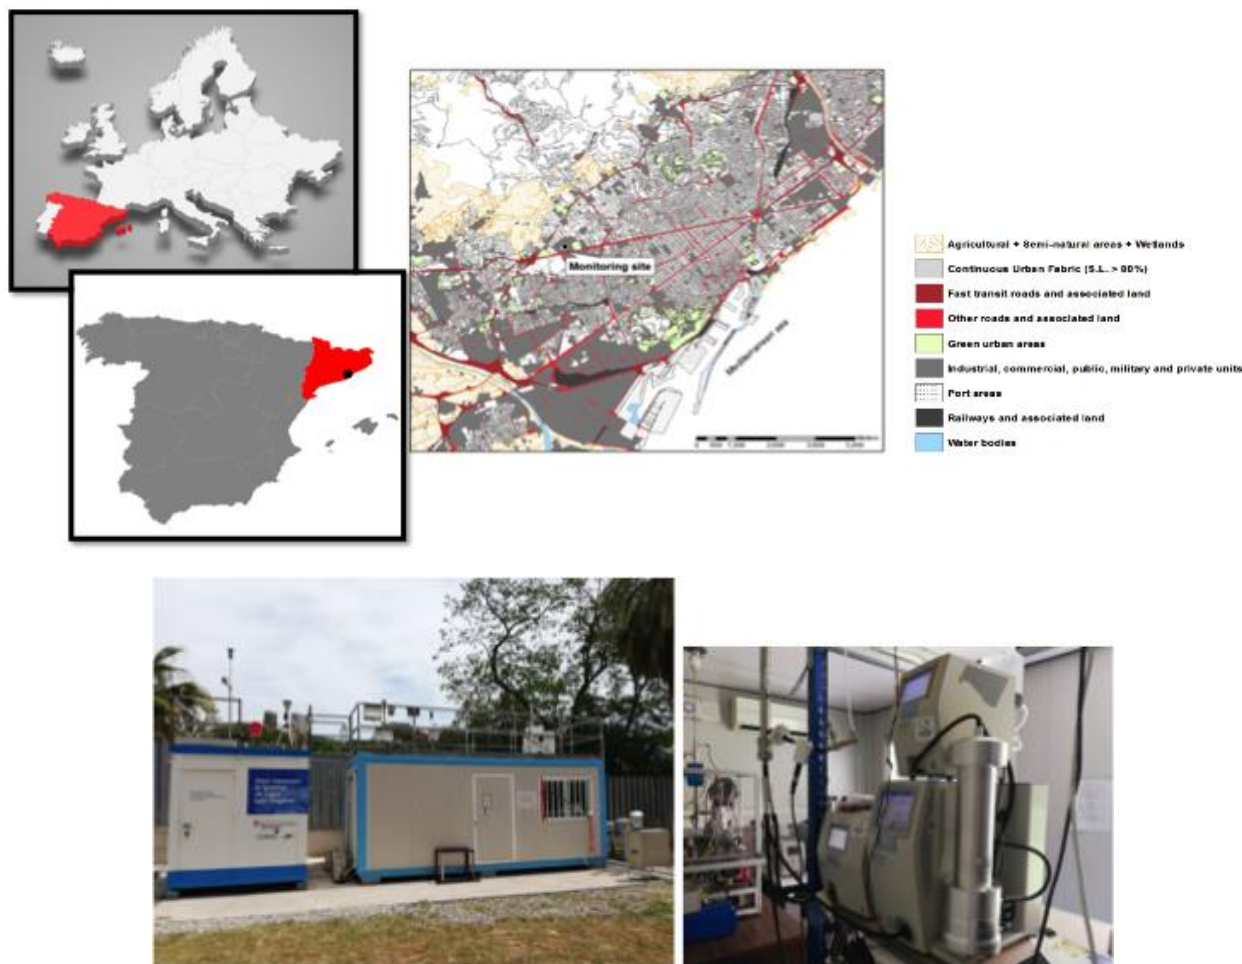 Monitoring site
Mediterranean sea
Agricultural + Semi-natural areas + Wetlands
Continuous Urban Fabric (S.L. > 80%)
Fast transit roads and associated land
Other roads and associated land
Green urban areas
Industrial, commercial, public, military and private units
Port areas
Railways and associated land
Water bodies